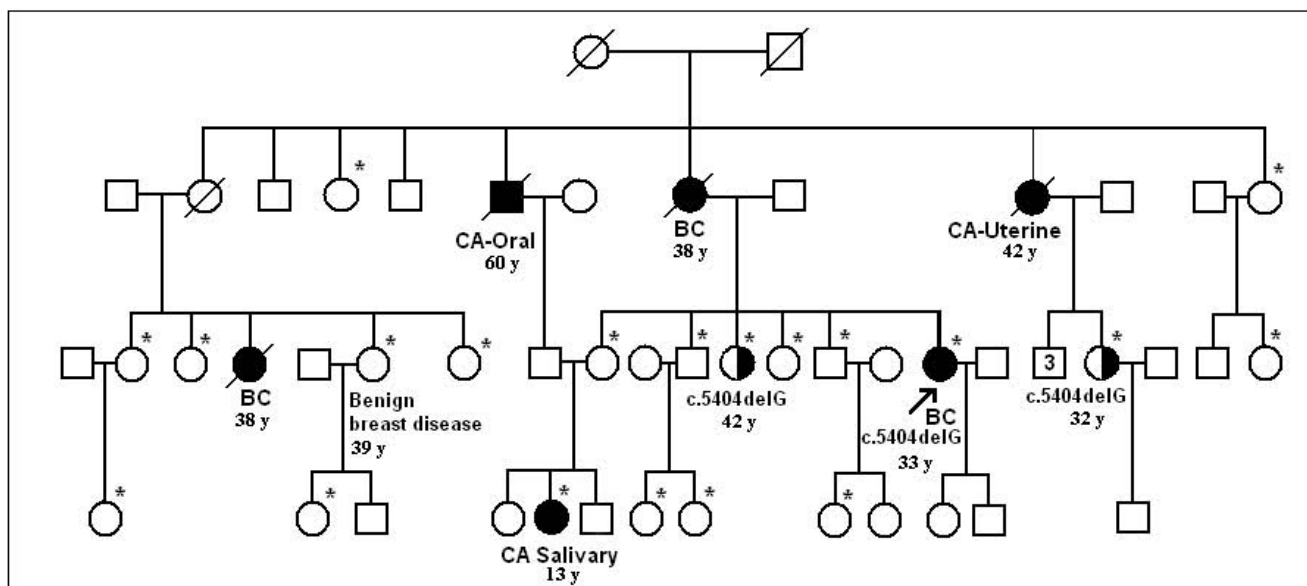 *
*
CA-Oral
60 y
BC
38 y
CA-Uterine
42 y
* * * * * * * * * * * *
3
BC
38 y
Benign
breast disease
39 y
c.5404delG
42 y
BC
c.5404delG
33 y
c.5404delG
32 y
* * * * * *
CA Salivary
13 y